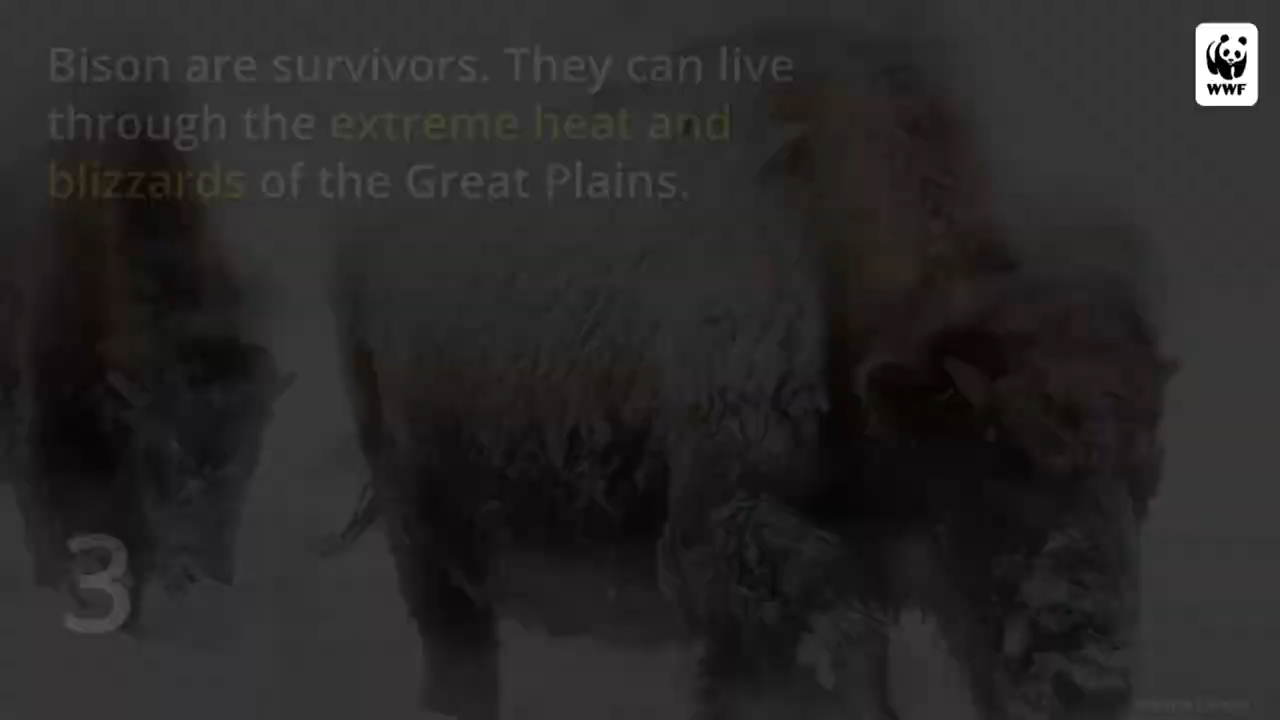 Bison are survivors. They can live
through the extreme heat and
blizzards of the Great Plains.
WWF
3